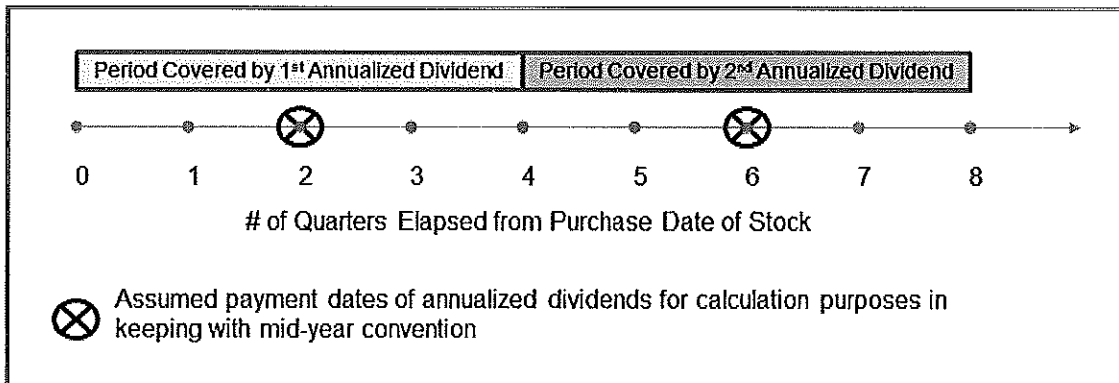 Period Covered by 1st Annualized Dividend Period Covered by 2nd Annualized Dividend
0 1 2 3 4 5 6 7 8
# of Quarters Elapsed from Purchase Date of Stock
Assumed payment dates of annualized dividends for calculation purposes in
keeping with mid-year convention